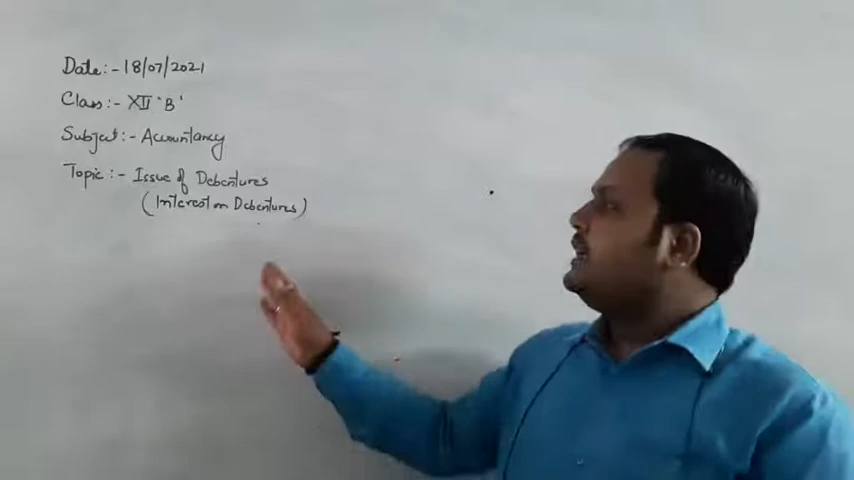 Date:- 18/07/2021
Class:- XII 'B'
Subject:- Accountancy
Topic:- Issue of Debentures
(Interest on Debentures)